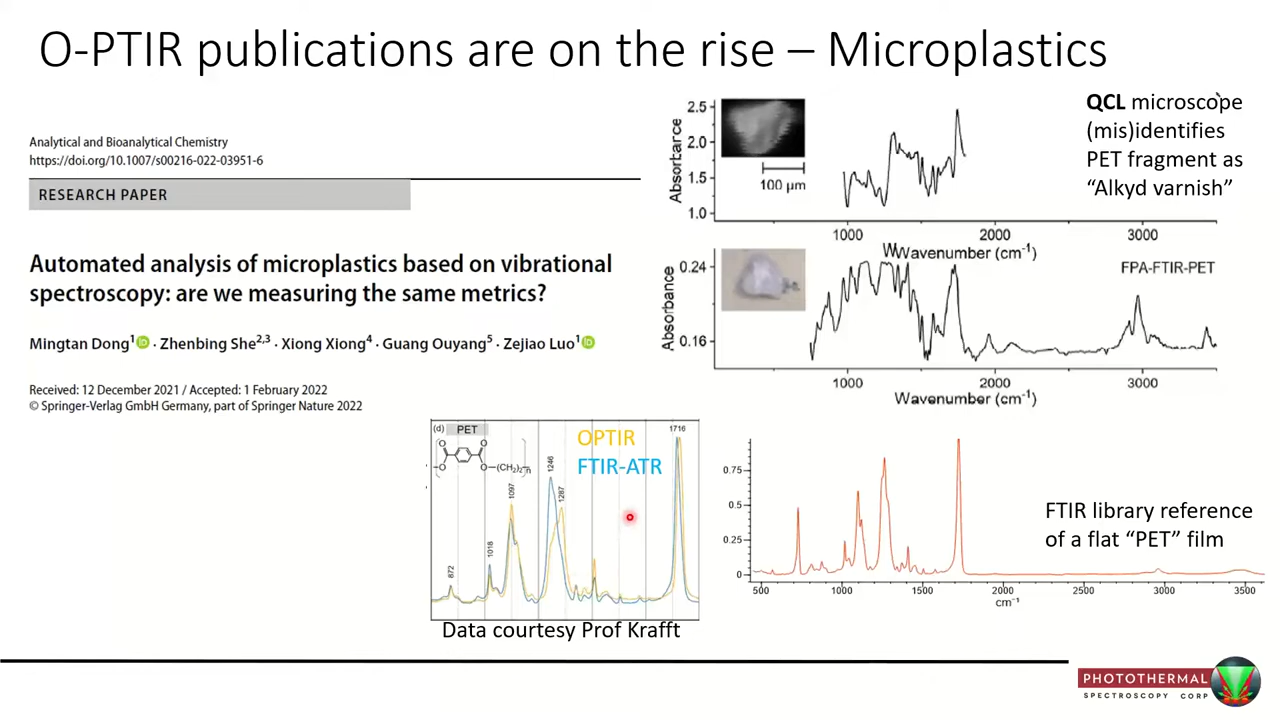 O-PTIR publications are on the rise – Microplastics
Analytical and Bioanalytical Chemistry
https://doi.org/10.1007/s00216-022-03951-6
RESEARCH PAPER
Automated analysis of microplastics based on vibrational
spectroscopy: are we measuring the same metrics?
Mingtan Dong1 iD · Zhenbing She2,3 · Xiong Xiong4 · Guang Ouyang5 · Zejiao Luo1 iD
Received: 12 December 2021 / Accepted: 1 February 2022
© Springer-Verlag GmbH Germany, part of Springer Nature 2022
2.5
2.0
1.5
1.0
Absorbance
100 µm
1000
2000
3000
Wavenumber (cm-1)
QCL microscope
(mis)identifies
PET fragment as
“Alkyd varnish”
0.24
0.16
Absorbance
FPA-FTIR-PET
1000
2000
3000
Wavenumber (cm-1)
(d)
PET
O
O
O
O–(CH2)2
n
OPTIR
FTIR-ATR
872
1018
1097
1246
1287
1716
Data courtesy Prof Krafft
0.75
0.5
0.25
0
500
1000
1500
2000
2500
3000
3500
cm-1
FTIR library reference
of a flat “PET” film
PHOTOTHERMAL
SPECTROSCOPY CORP